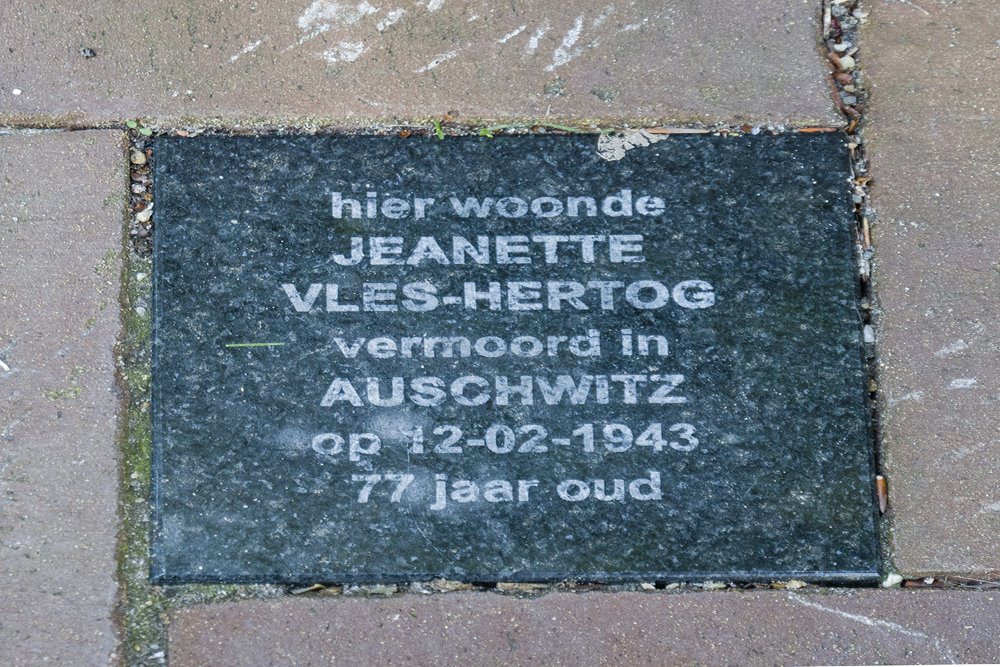 hier woonde
JEANETTE
VLES-HERTOG
vermoord in
AUSCHWITZ
op 12-02-1943
77 jaar oud